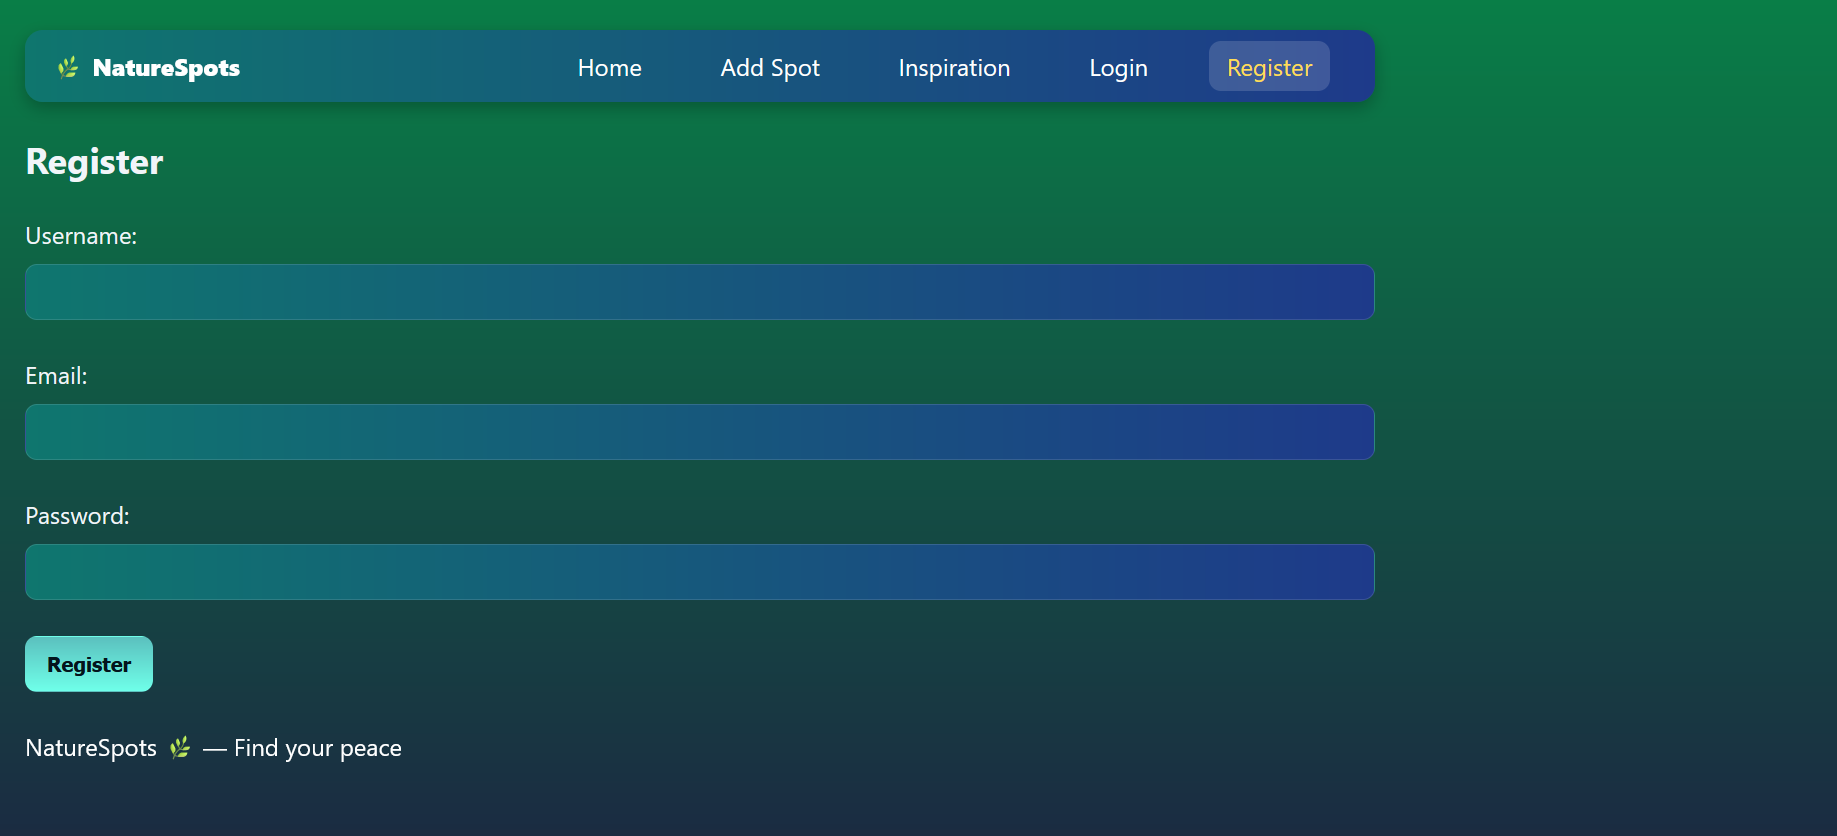 🌿 NatureSpots Home Add Spot Inspiration Login Register
Register
Username:
Email:
Password:
Register
NatureSpots 🌿 — Find your peace